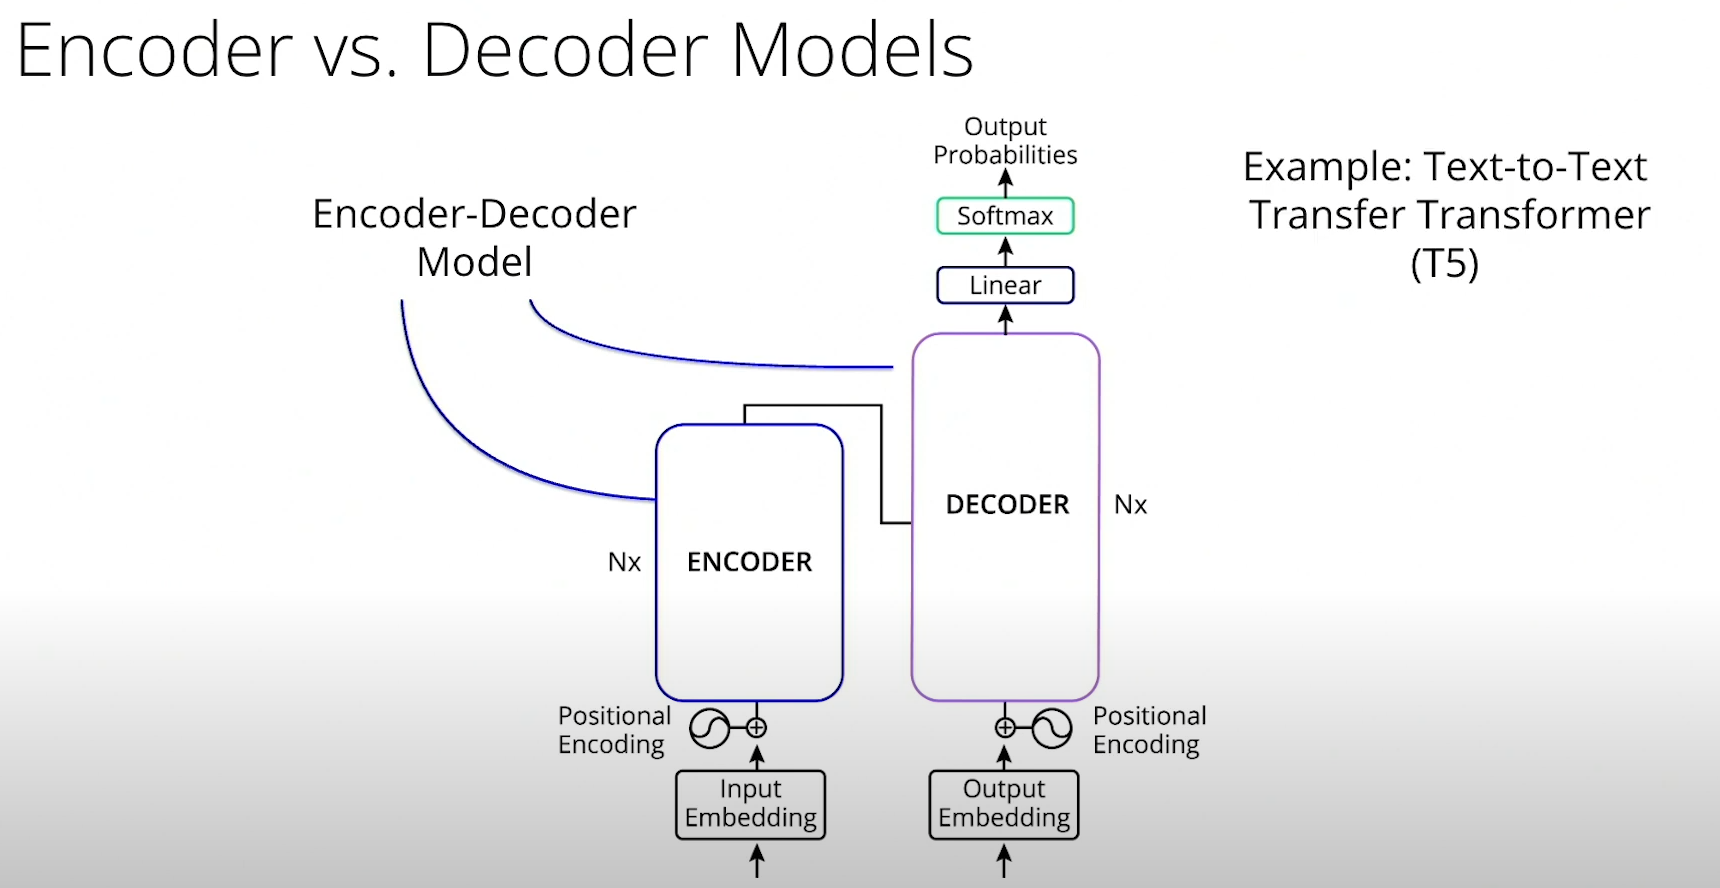 Encoder vs. Decoder Models
Encoder-Decoder
Model
Output
Probabilities
Softmax
Linear
DECODER
Nx
Nx
ENCODER
Positional
Encoding
Input
Embedding
Output
Embedding
Positional
Encoding
Example: Text-to-Text
Transfer Transformer
(T5)